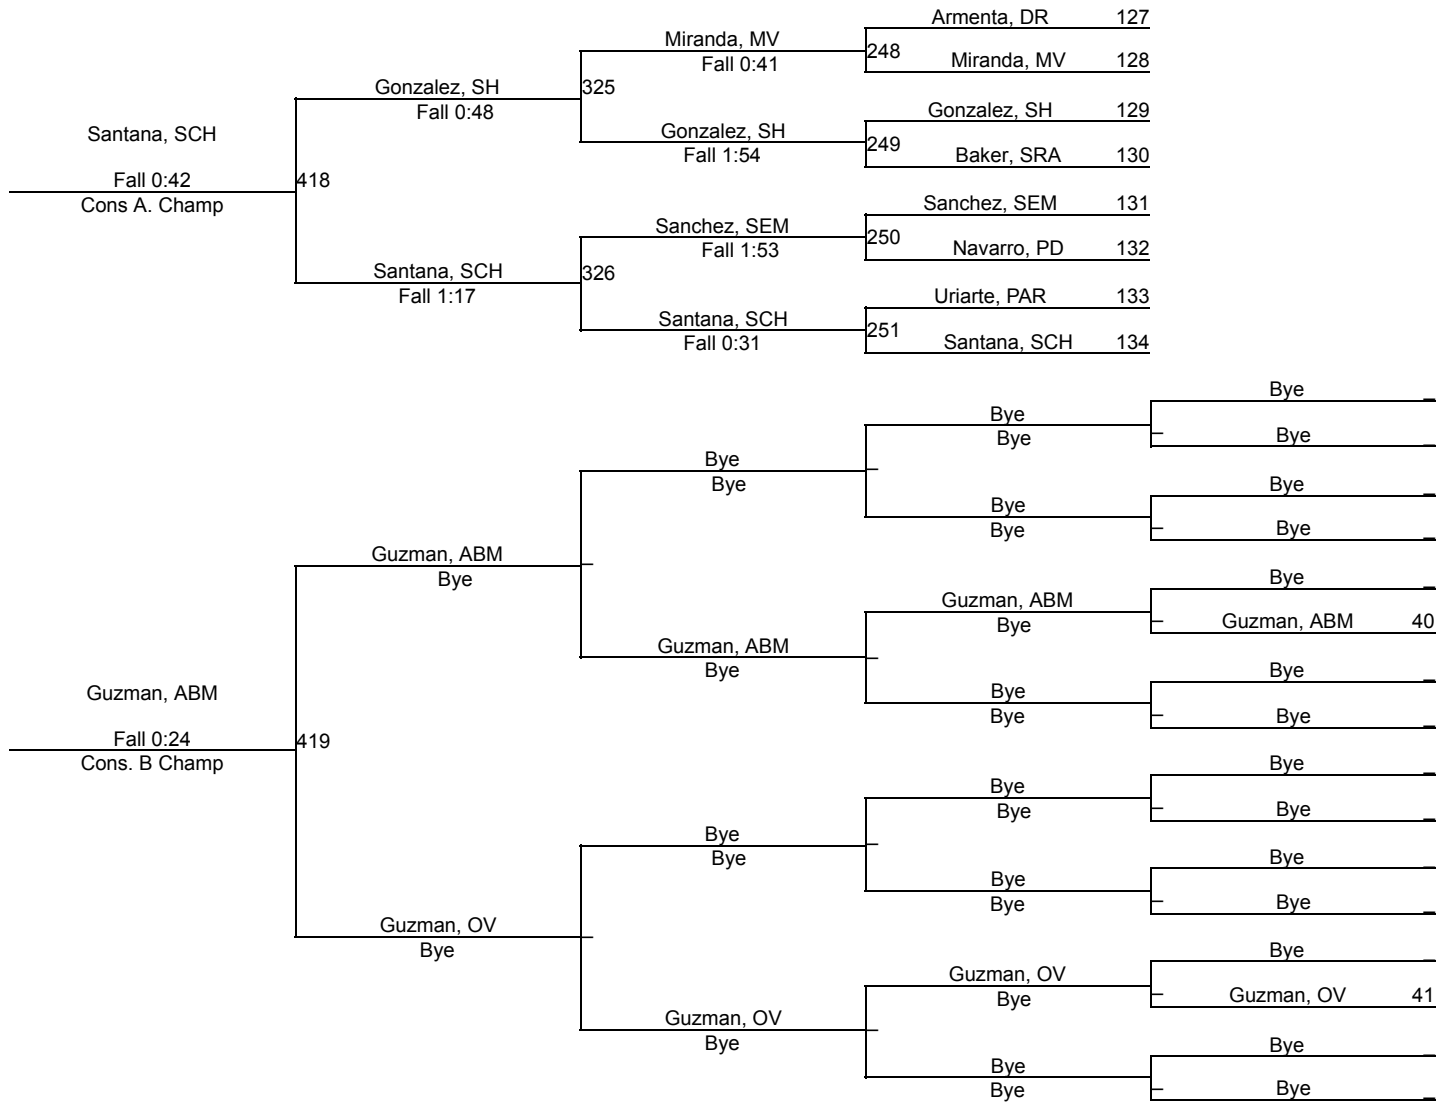 Armenta, DR 127
Miranda, MV
248
Fall 0:41
Miranda, MV 128
Gonzalez, SH
325
Fall 0:48
Gonzalez, SH 129
Santana, SCH
Gonzalez, SH
249
Fall 1:54
Baker, SRA 130
Fall 0:42
418
Cons A. Champ
Sanchez, SEM 131
Sanchez, SEM
250
Fall 1:53
Navarro, PD 132
Santana, SCH
326
Fall 1:17
Uriarte, PAR 133
Santana, SCH
251
Fall 0:31
Santana, SCH 134
Bye _
Bye
_
Bye
Bye _
Bye
_
Bye
Bye _
Bye
_
Bye
Bye _
Guzman, ABM
_
Bye
Bye _
Guzman, ABM
_
Bye
Guzman, ABM 40
Guzman, ABM
_
Bye
Bye _
Guzman, ABM
Bye
_
Bye
Bye _
Fall 0:24
419
Cons. B Champ
Bye _
Bye
_
Bye
Bye _
Bye
_
Bye
Bye _
Bye
_
Bye
Bye _
Guzman, OV
_
Bye
Bye _
Guzman, OV
_
Bye
Guzman, OV 41
Guzman, OV
_
Bye
Bye _
Bye
_
Bye
Bye _